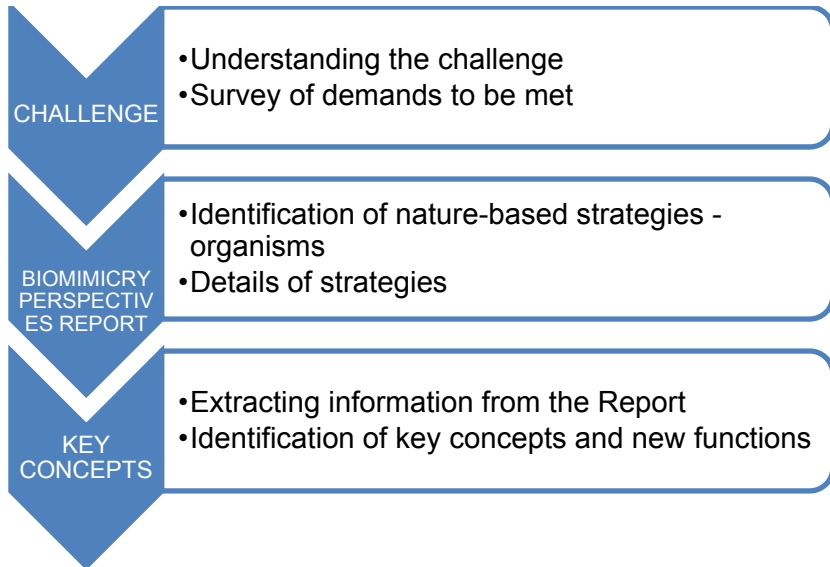 CHALLENGE
•Understanding the challenge
•Survey of demands to be met
BIOMIMICRY
PERSPECTIV
ES REPORT
•Identification of nature-based strategies -
organisms
•Details of strategies
KEY
CONCEPTS
•Extracting information from the Report
•Identification of key concepts and new functions